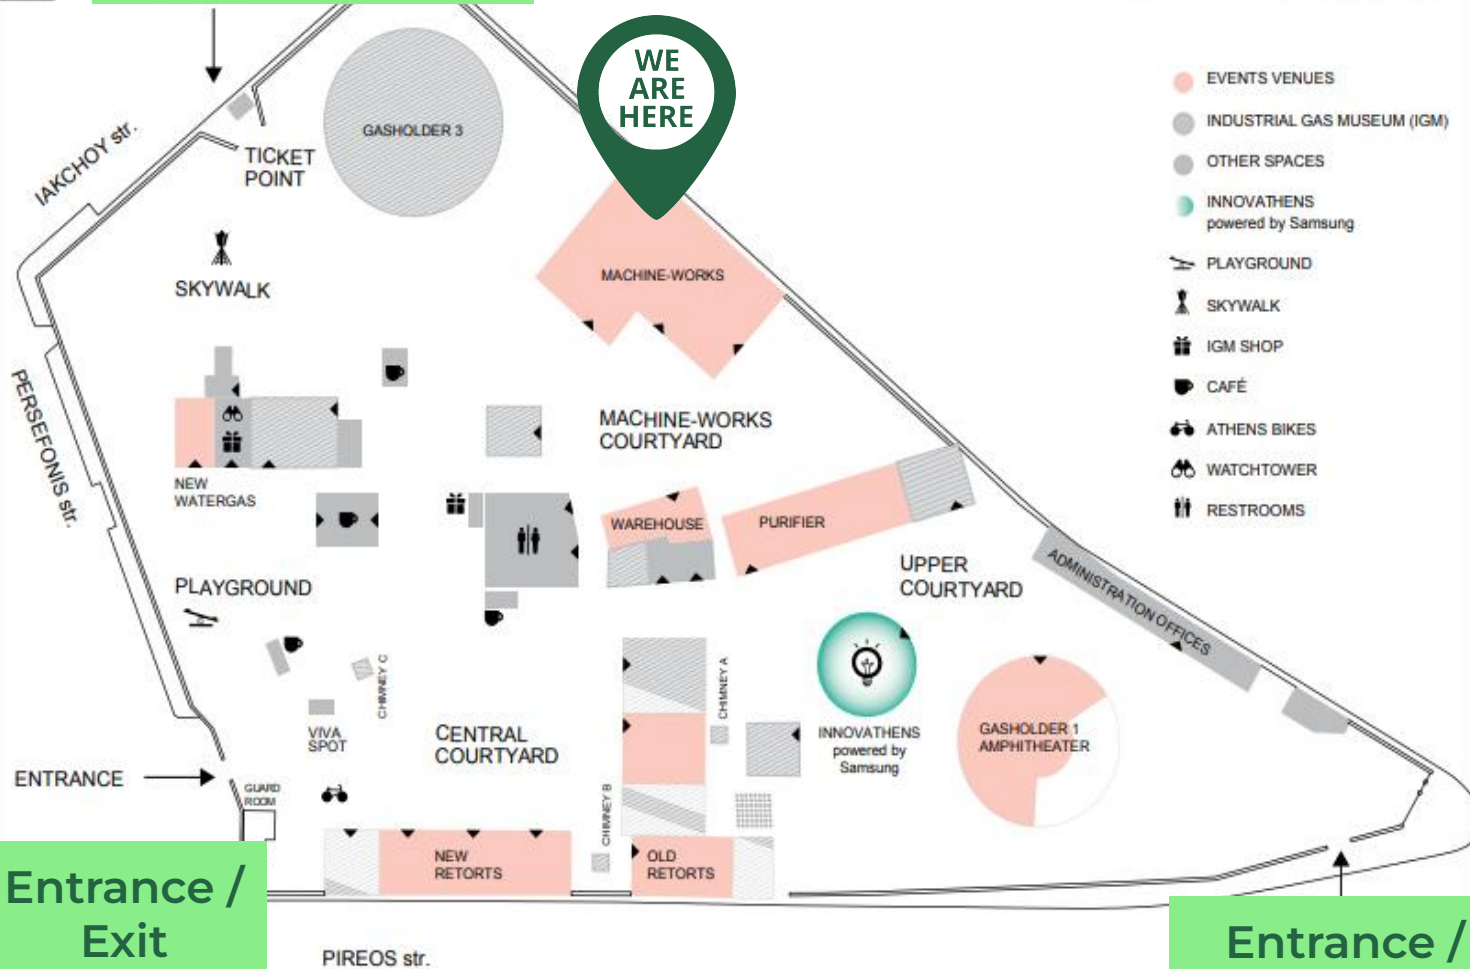 WE
ARE
HERE
EVENTS VENUES
INDUSTRIAL GAS MUSEUM (IGM)
OTHER SPACES
INNOVATHENS
powered by Samsung
PLAYGROUND
SKYWALK
IGM SHOP
CAFÉ
ATHENS BIKES
WATCHTOWER
RESTROOMS
IAKCHOY str.
TICKET
POINT
GASHOLDER 3
SKYWALK
MACHINE-WORKS
PERSEFONIS str.
MACHINE-WORKS
COURTYARD
NEW
WATERGAS
WAREHOUSE
PURIFIER
UPPER
COURTYARD
ADMINISTRATION OFFICES
PLAYGROUND
CHIMNEY C
CHIMNEY A
VIVA
SPOT
CENTRAL
COURTYARD
INNOVATHENS
powered by
Samsung
GASHOLDER 1
AMPHITHEATER
ENTRANCE
GUARD
ROOM
CHIMNEY B
NEW
RETORTS
OLD
RETORTS
Entrance /
Exit
Entrance /
PIREOS str.